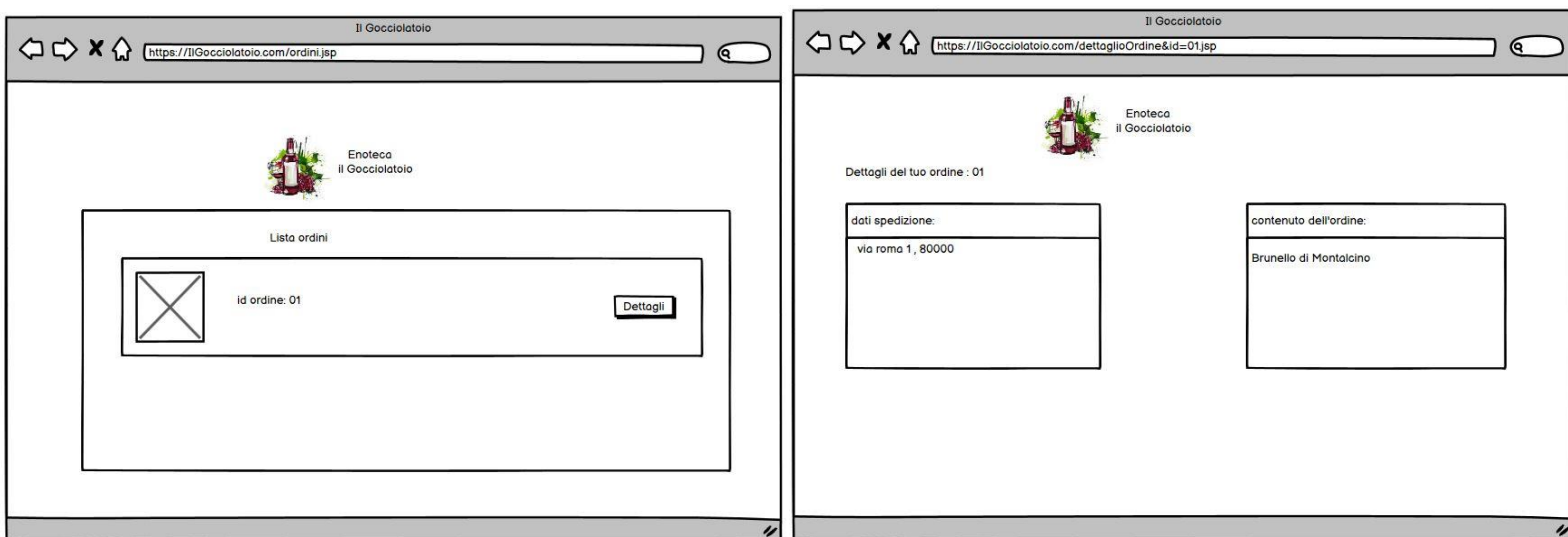 Il Gocciolatoio
https://IlGocciolatoio.com/ordini.jsp
Enoteca
il Gocciolatoio
Lista ordini
id ordine: 01
Dettagli
Il Gocciolatoio
https://IlGocciolatoio.com/dettaglioOrdine&id=01.jsp
Enoteca
il Gocciolatoio
Dettagli del tuo ordine : 01
dati spedizione:
via roma 1 , 80000
contenuto dell'ordine:
Brunello di Montalcino